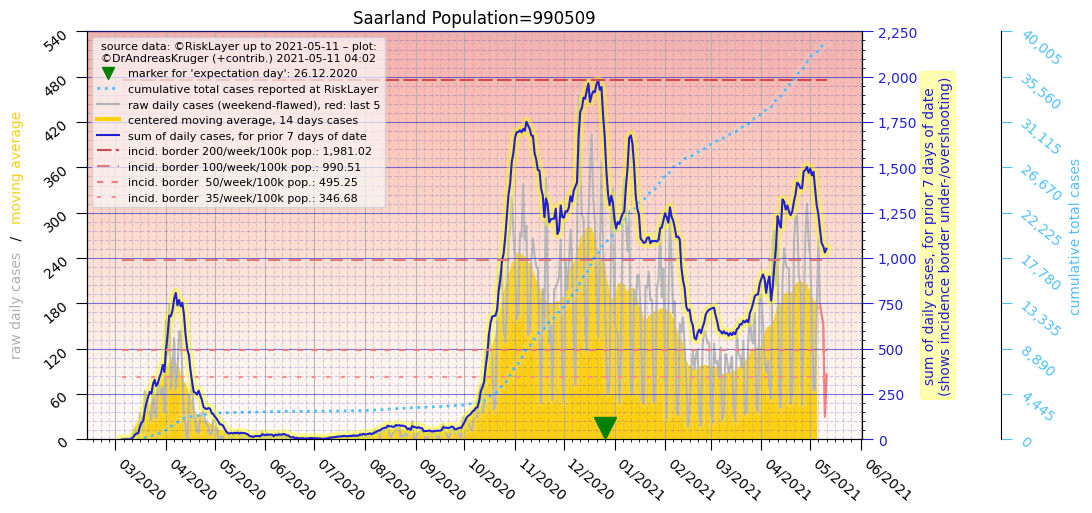 Saarland Population=990509
source data: ©RiskLayer up to 2021-05-11 – plot:
©DrAndreasKruger (+contrib.) 2021-05-11 04:02
marker for 'expectation day': 26.12.2020
cumulative total cases reported at RiskLayer
raw daily cases (weekend-flawed), red: last 5
centered moving average, 14 days cases
sum of daily cases, for prior 7 days of date
incid. border 200/week/100k pop.: 1,981.02
incid. border 100/week/100k pop.: 990.51
incid. border  50/week/100k pop.: 495.25
incid. border  35/week/100k pop.: 346.68
raw daily cases / moving average
540
480
420
360
300
240
180
120
60
0
03/2020
04/2020
05/2020
06/2020
07/2020
08/2020
09/2020
10/2020
11/2020
12/2020
01/2021
02/2021
03/2021
04/2021
05/2021
06/2021
2,250
2,000
1,750
1,500
1,250
1,000
750
500
250
0
sum of daily cases, for prior 7 days of date
(shows incidence border under-/overshooting)
40,005
35,560
31,115
26,670
22,225
17,780
13,335
8,890
4,445
0
cumulative total cases